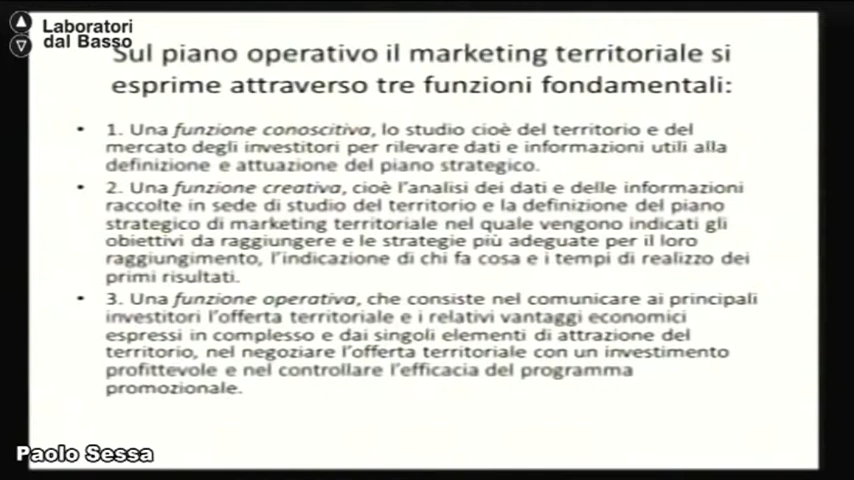 Laboratori
dal Basso
Sul piano operativo il marketing territoriale si
esprime attraverso tre funzioni fondamentali:
• 1. Una funzione conoscitiva, lo studio cioè del territorio e del
mercato degli investitori per rilevare dati e informazioni utili alla
definizione e attuazione del piano strategico.
• 2. Una funzione creativa, cioè l'analisi dei dati e delle informazioni
raccolte in sede di studio del territorio e la definizione del piano
strategico di marketing territoriale nel quale vengono indicati gli
obiettivi da raggiungere e le strategie più adeguate per il loro
raggiungimento, l'indicazione di chi fa cosa e i tempi di realizzo dei
primi risultati.
• 3. Una funzione operativa, che consiste nel comunicare ai principali
investitori l'offerta territoriale e i relativi vantaggi economici
espressi in complesso e dai singoli elementi di attrazione del
territorio, nel negoziare l'offerta territoriale con un investimento
profittevole e nel controllare l'efficacia del programma
promozionale.
Paolo Sessa